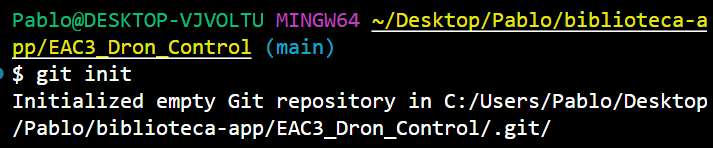 Pablo@DESKTOP-VJVOLTU MINGW64 ~/Desktop/Pablo/biblioteca-a
pp/EAC3_Dron_Control (main)
$ git init
Initialized empty Git repository in C:/Users/Pablo/Desktop
/Pablo/biblioteca-app/EAC3_Dron_Control/.git/